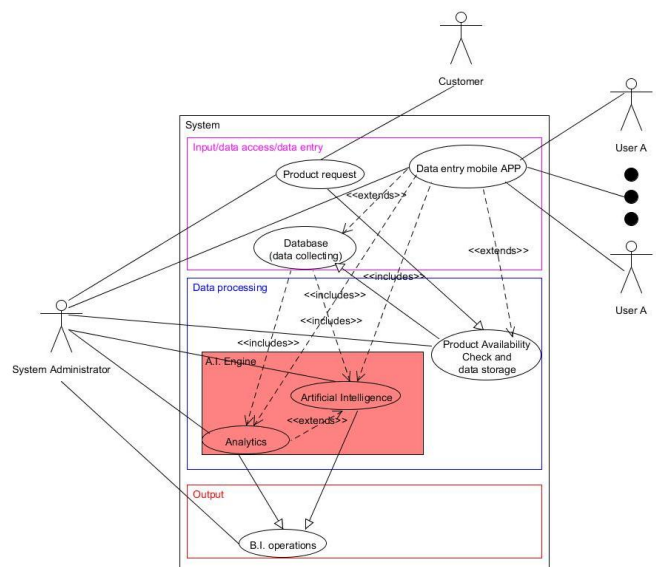 Customer
System
Input/data access/data entry
User A
Product request
Data entry mobile APP
<<extends>>
Database
(data collecting)
<<extends>>
<<includes>>
Data processing
<<includes>>
User A
<<includes>>
<<includes>>
Product Availability
Check and
data storage
System Administrator
A.I. Engine
Artificial Intelligence
<<extends>>
Analytics
Output
B.I. operations